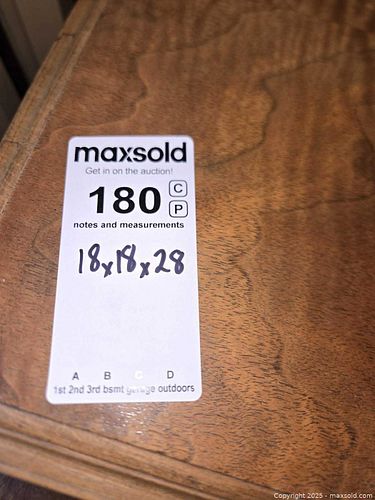 maxsold
Get in on the auction!
180 C
P
notes and measurements
18x18x28
A B C D
1st 2nd 3rd bsmt garage outdoors
Copyright 2025 - maxsold.com